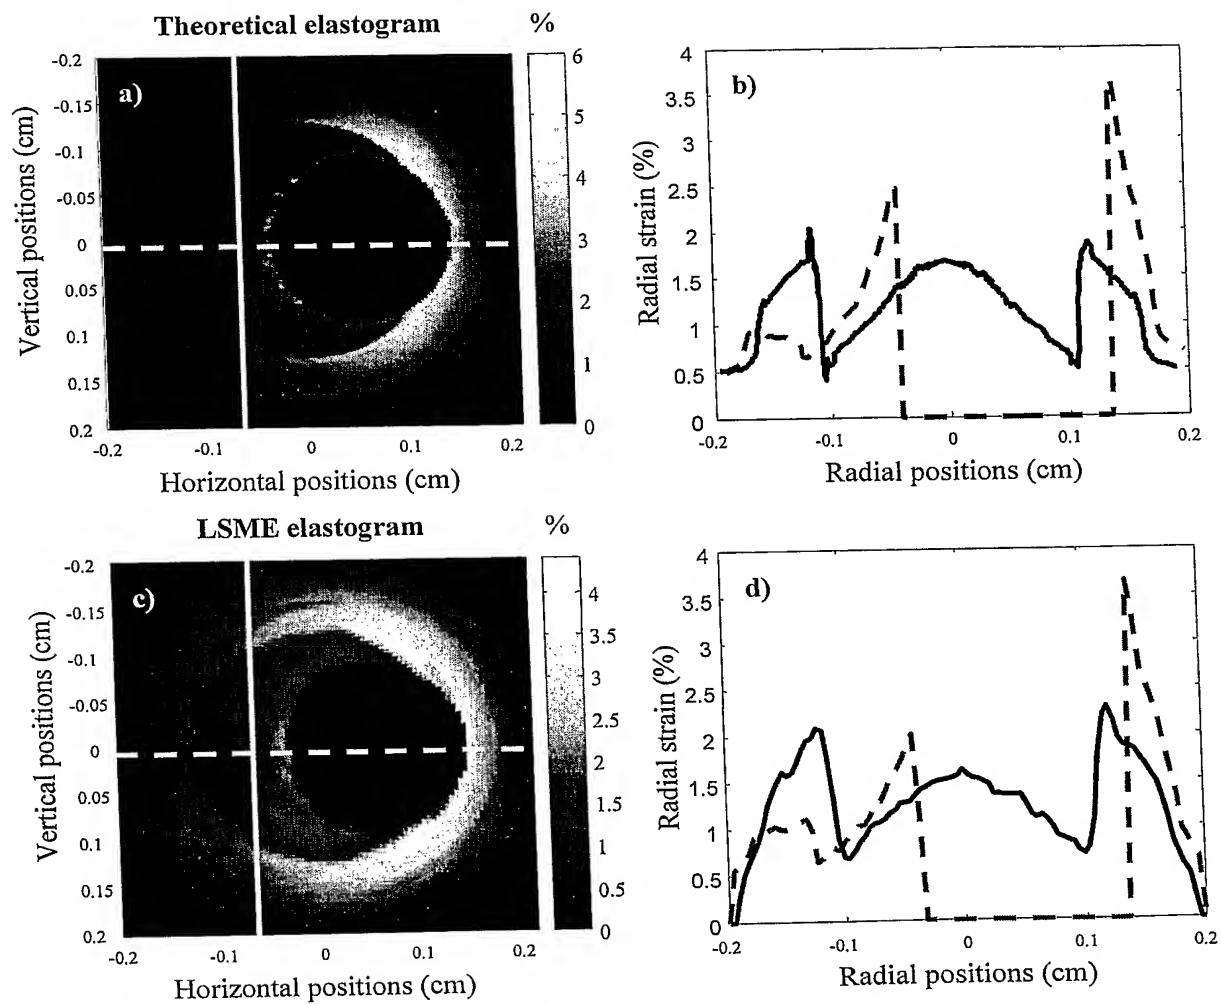 Theoretical elastogram %
a)
-0.2
-0.15
-0.1
-0.05
0
0.05
0.1
0.15
0.2
Vertical positions (cm)
-0.2 -0.1 0 0.1 0.2
Horizontal positions (cm)
6
5
4
3
2
1
0
b)
4
3.5
3
2.5
2
1.5
1
0.5
0
Radial strain (%)
-0.2 -0.1 0 0.1 0.2
Radial positions (cm)
LSME elastogram %
c)
-0.2
-0.15
-0.1
-0.05
0
0.05
0.1
0.15
0.2
Vertical positions (cm)
-0.2 -0.1 0 0.1 0.2
Horizontal positions (cm)
4
3.5
3
2.5
2
1.5
1
0.5
0
d)
4
3.5
3
2.5
2
1.5
1
0.5
0
Radial strain (%)
-0.2 -0.1 0 0.1 0.2
Radial positions (cm)